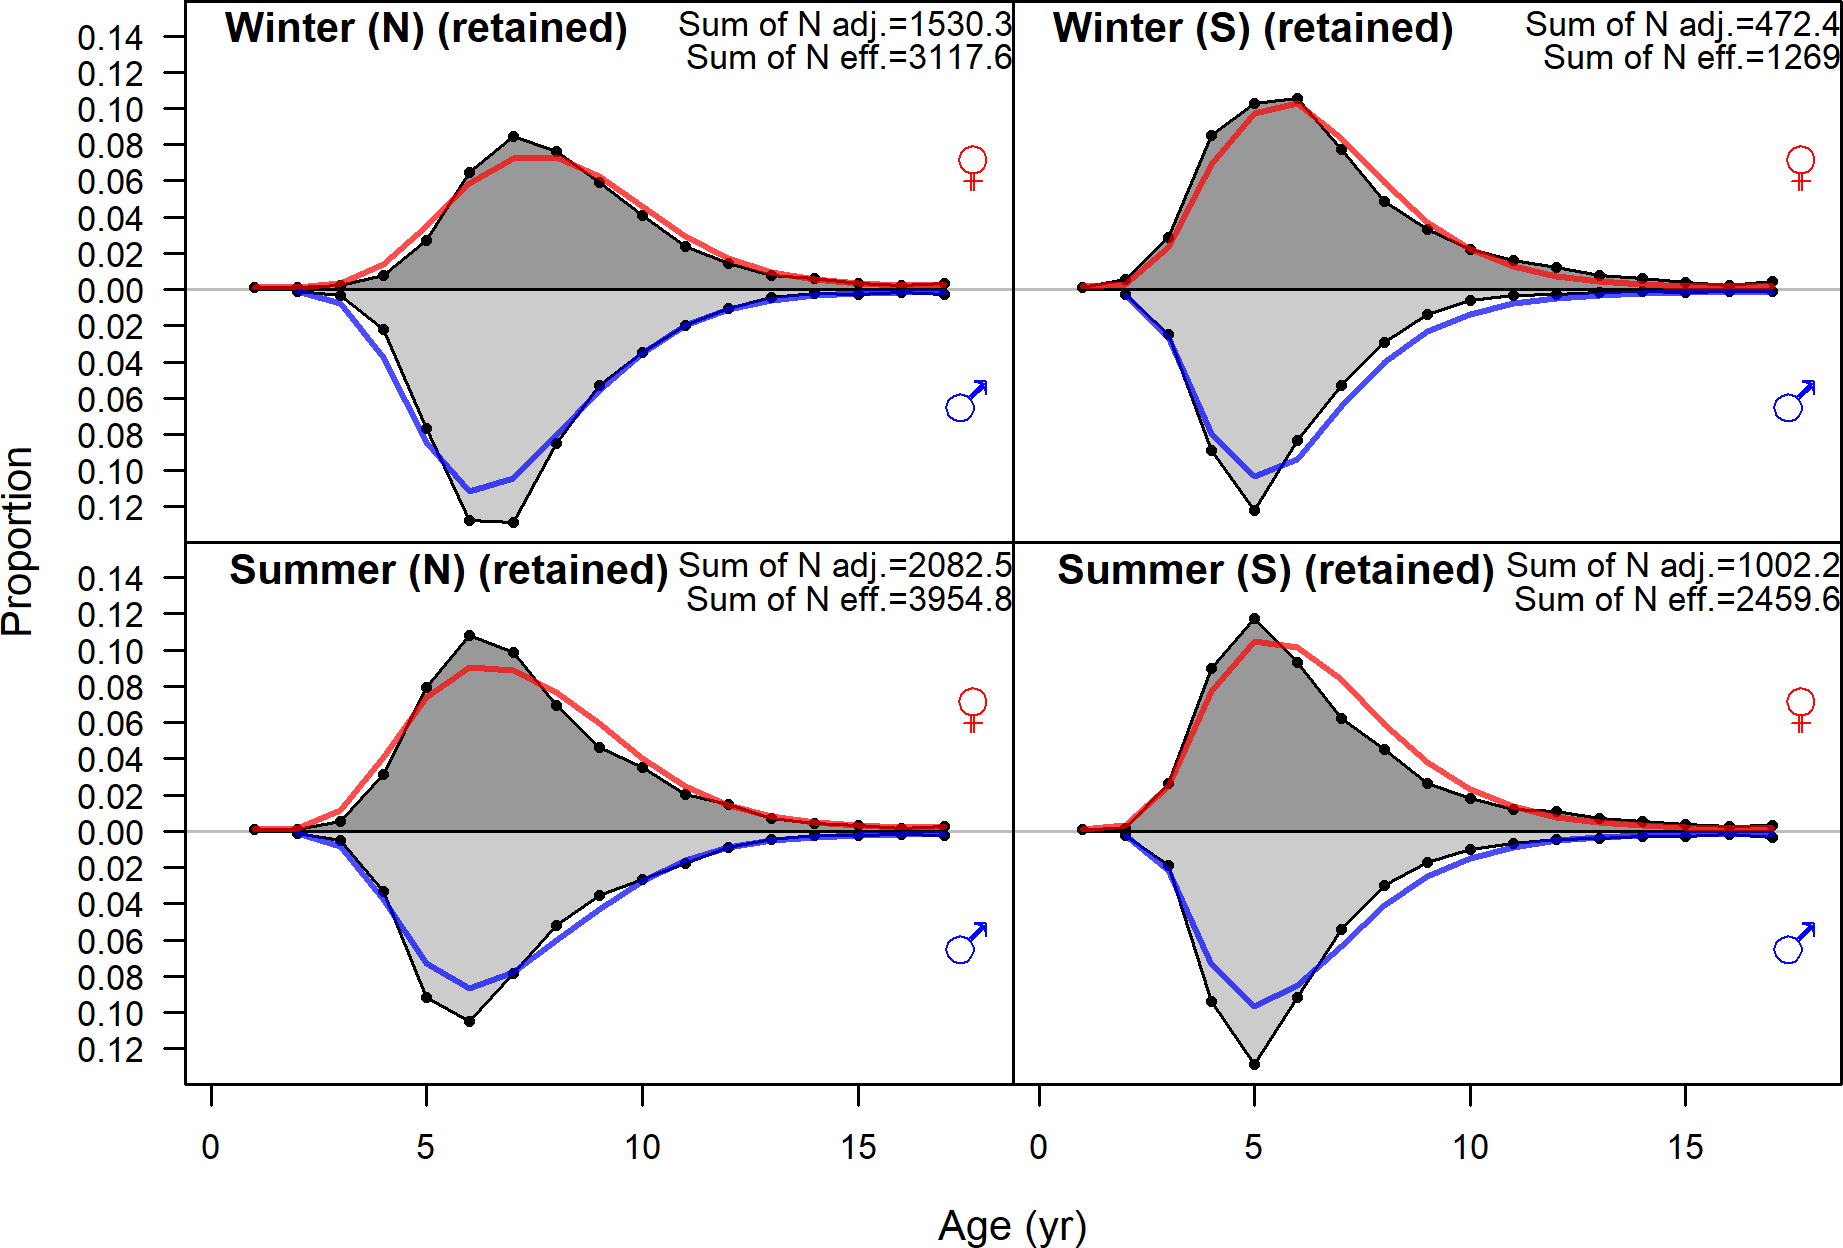 Winter (N) (retained)
Sum of N adj.=1530.3
Sum of N eff.=3117.6
Winter (S) (retained)
Sum of N adj.=472.4
Sum of N eff.=1269
0.14
0.12
0.10
0.08
0.06
0.04
0.02
0.00
0.02
0.04
0.06
0.08
0.10
0.12
♀
♂
♀
♂
Proportion
Summer (N) (retained)
Sum of N adj.=2082.5
Sum of N eff.=3954.8
Summer (S) (retained)
Sum of N adj.=1002.2
Sum of N eff.=2459.6
0.14
0.12
0.10
0.08
0.06
0.04
0.02
0.00
0.02
0.04
0.06
0.08
0.10
0.12
♀
♂
♀
♂
0 5 10 15
0 5 10 15
Age (yr)